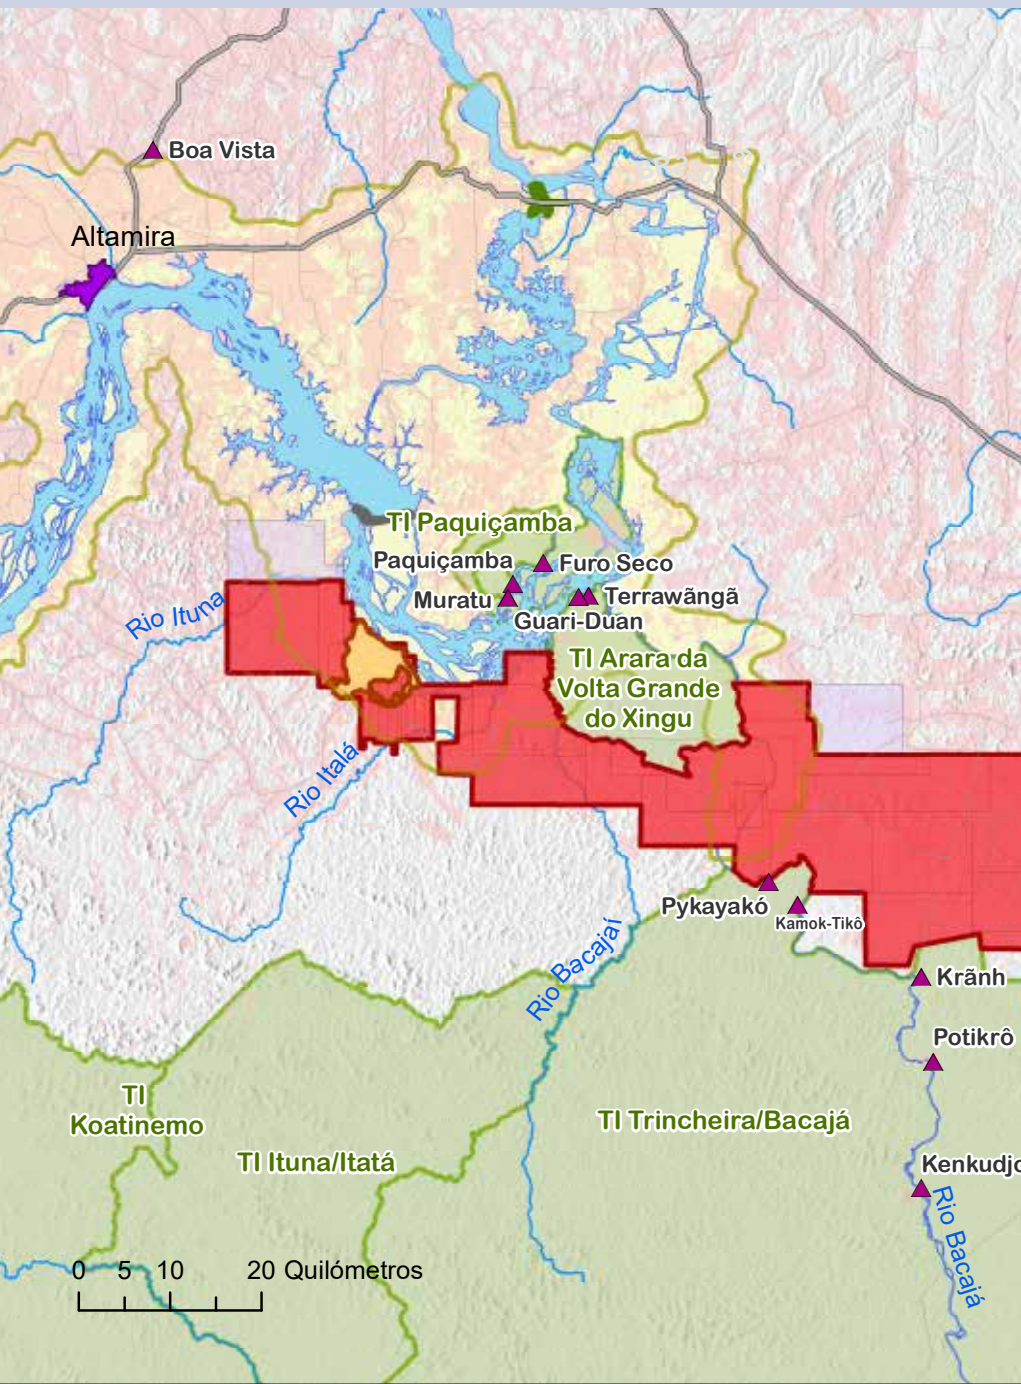 Boa Vista
Altamira
TI Paquiçamba
Paquiçamba
Furo Seco
Muratu
Terrawãngã
Guari-Duan
Rio Ituna
TI Arara da
Volta Grande
do Xingu
Rio Italá
Pykayakó
Kamok-Tikô
Rio Bacajaí
Krãnh
Potikrô
TI
Koatinemo
TI Ituna/Itatá
TI Trincheira/Bacajá
Kenkudjo
Rio Bacajá
0 5 10 20 Quilómetros